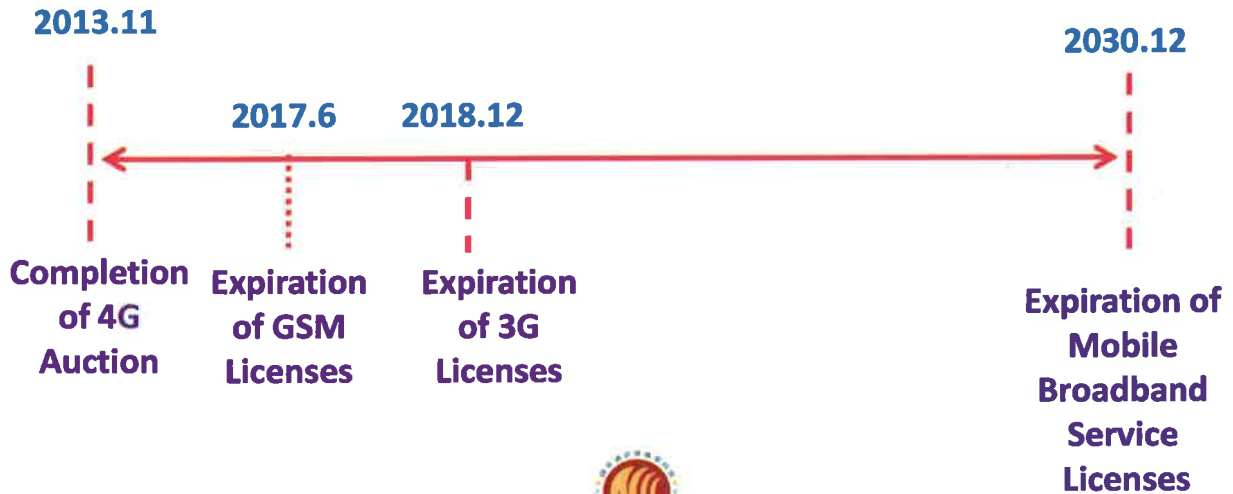 2013.11
2030.12
2017.6
2018.12
Completion
of 4G
Auction
Expiration
of GSM
Licenses
Expiration
of 3G
Licenses
Expiration of
Mobile
Broadband
Service
Licenses